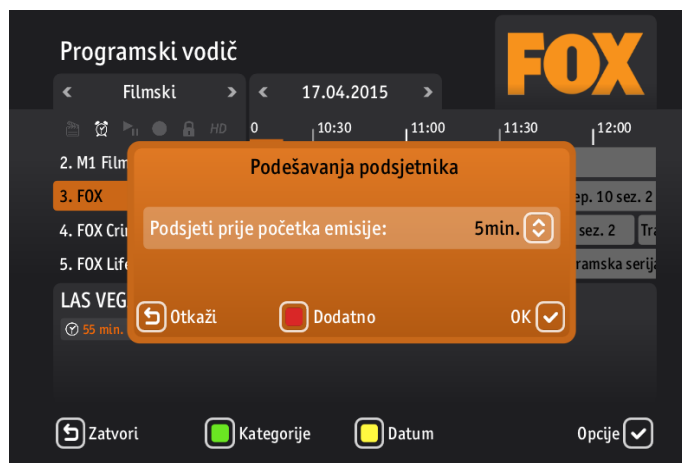 Programski vodič
FOX
< Filmski > < 17.04.2015 >
HD 0 10:30 11:00 11:30 12:00
2. M1 Film
Podešavanja podsjetnika
3. FOX ep. 10 sez. 2
4. FOX Crir sez. 2 Tra
Podsjeti prije početka emisije: 5min.
5. FOX Life ramska serija
LAS VEG
55 min.
Otkaži Dodatno OK
Zatvori Kategorije Datum Opcije